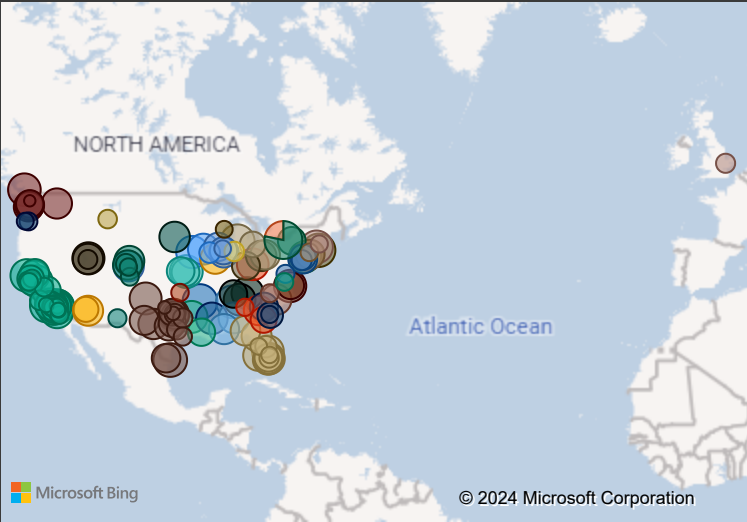 NORTH AMERICA
Atlantic Ocean
Microsoft Bing
© 2024 Microsoft Corporation